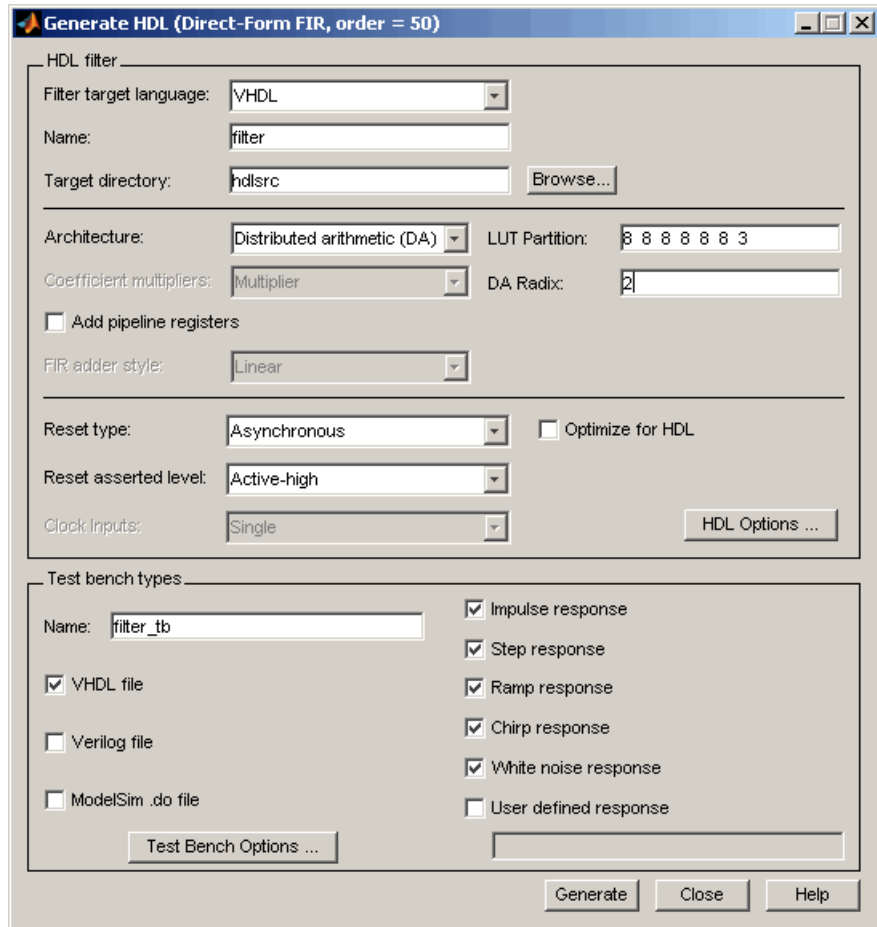 Generate HDL (Direct-Form FIR, order = 50)
HDL filter
Filter target language: VHDL
Name: filter
Target directory: hdlsrc Browse...
Architecture: Distributed arithmetic (DA) LUT Partition: 8 8 8 8 8 8 3
Coefficient multipliers: Multiplier DA Radix: 2
Add pipeline registers
FIR adder style: Linear
Reset type: Asynchronous Optimize for HDL
Reset asserted level: Active-high
Clock Inputs: Single HDL Options ...
Test bench types
Name: filter_tb
VHDL file
Verilog file
ModelSim .do file
Test Bench Options ...
Impulse response
Step response
Ramp response
Chirp response
White noise response
User defined response
Generate Close Help